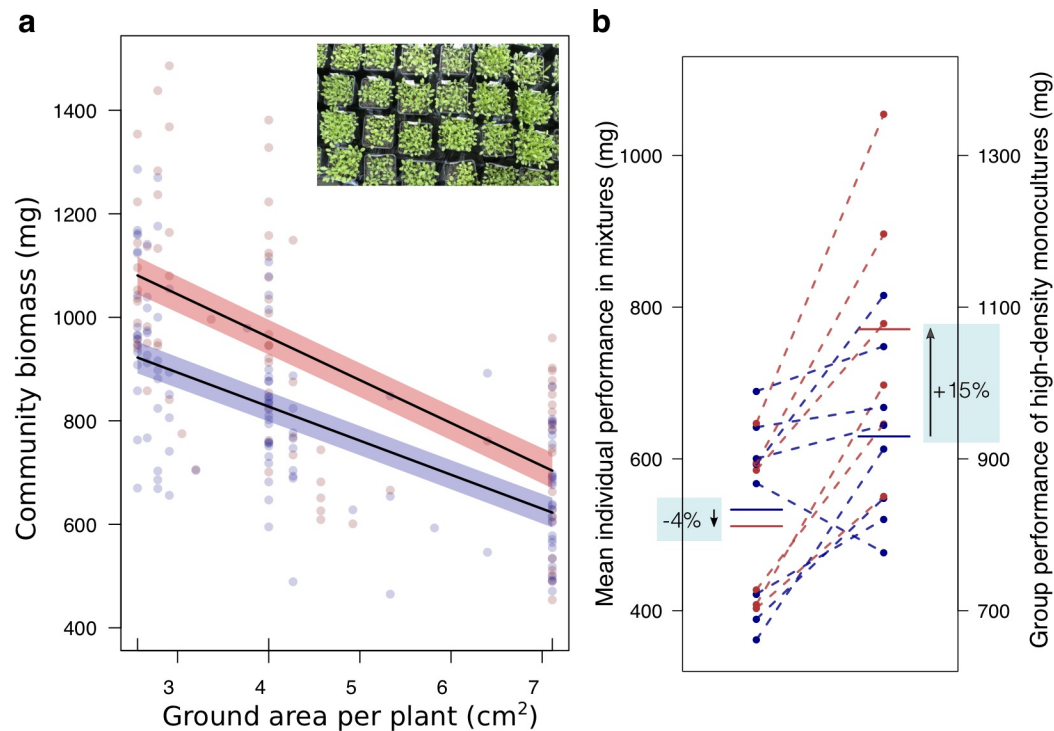 a
Community biomass (mg)
1400
1200
1000
800
600
400
3 4 5 6 7
Ground area per plant (cm²)
b
Mean individual performance in mixtures (mg)
1000
800
600
400
-4%
+15%
1300
1100
900
700
Group performance of high-density monocultures (mg)